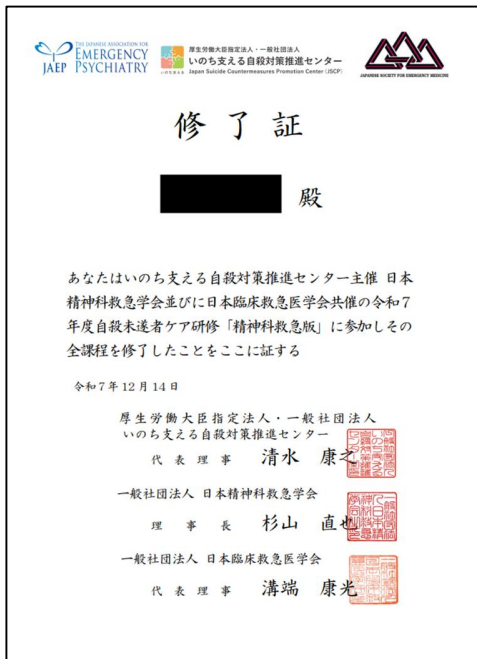 THE JAPANESE ASSOCIATION FOR
EMERGENCY
PSYCHIATRY
JAEP
厚生労働大臣指定法人・一般社団法人
いのち支える自殺対策推進センター
Japan Suicide Countermeasures Promotion Center (JSCP)
いのち支える
JAPANESE SOCIETY FOR EMERGENCY MEDICINE
修了証
殿
あなたはいのち支える自殺対策推進センター主催 日本
精神科救急学会並びに日本臨床救急医学会共催の令和7
年度自殺未遂者ケア研修「精神科救急版」に参加しその
全課程を修了したことをここに証する
令和7年12月14日
厚生労働大臣指定法人・一般社団法人
いのち支える自殺対策推進センター
代表理事 清水 康之
一般社団法人 日本精神科救急学会
理事長 杉山 直也
一般社団法人 日本臨床救急医学会
代表理事 溝端 康光